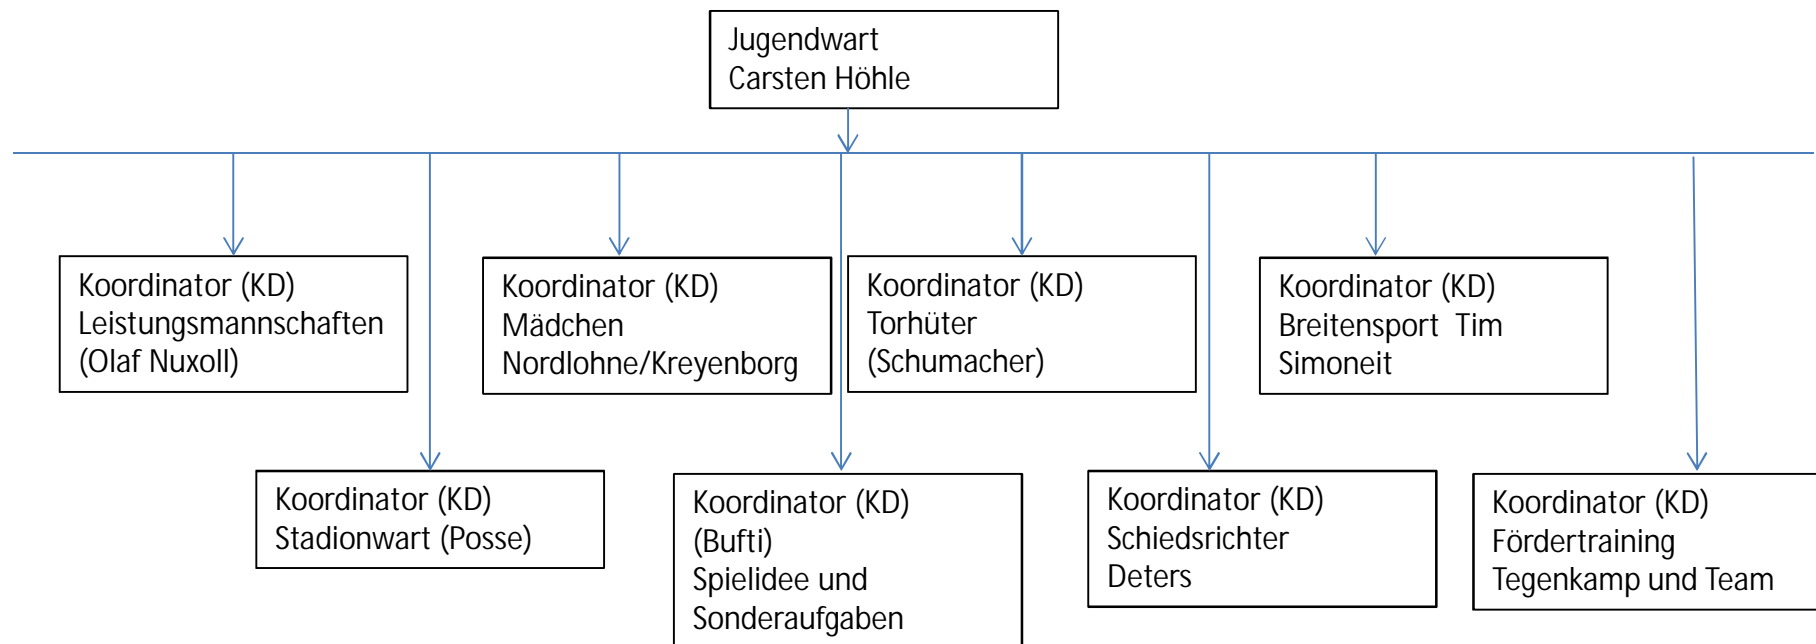 Jugendwart
Carsten Höhle
Koordinator (KD)
Leistungsmannschaften
(Olaf Nuxoll)
Koordinator (KD)
Mädchen
Nordlohne/Kreyenborg
Koordinator (KD)
Torhüter
(Schumacher)
Koordinator (KD)
Breitensport  Tim
Simoneit
Koordinator (KD)
Stadionwart (Posse)
Koordinator (KD)
(Bufti)
Spielidee und
Sonderaufgaben
Koordinator (KD)
Schiedsrichter
Deters
Koordinator (KD)
Fördertraining
Tegenkamp und Team